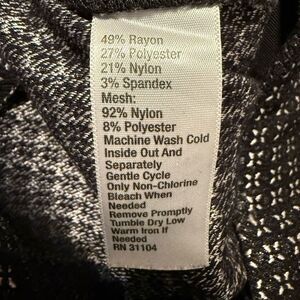 49% Rayon
27% Polyester
21% Nylon
3% Spandex
Mesh:
92% Nylon
8% Polyester
Machine Wash Cold
Inside Out And
Separately
Gentle Cycle
Only Non-Chlorine
Bleach When
Needed
Remove Promptly
Tumble Dry Low
Warm Iron If
Needed
RN 31104